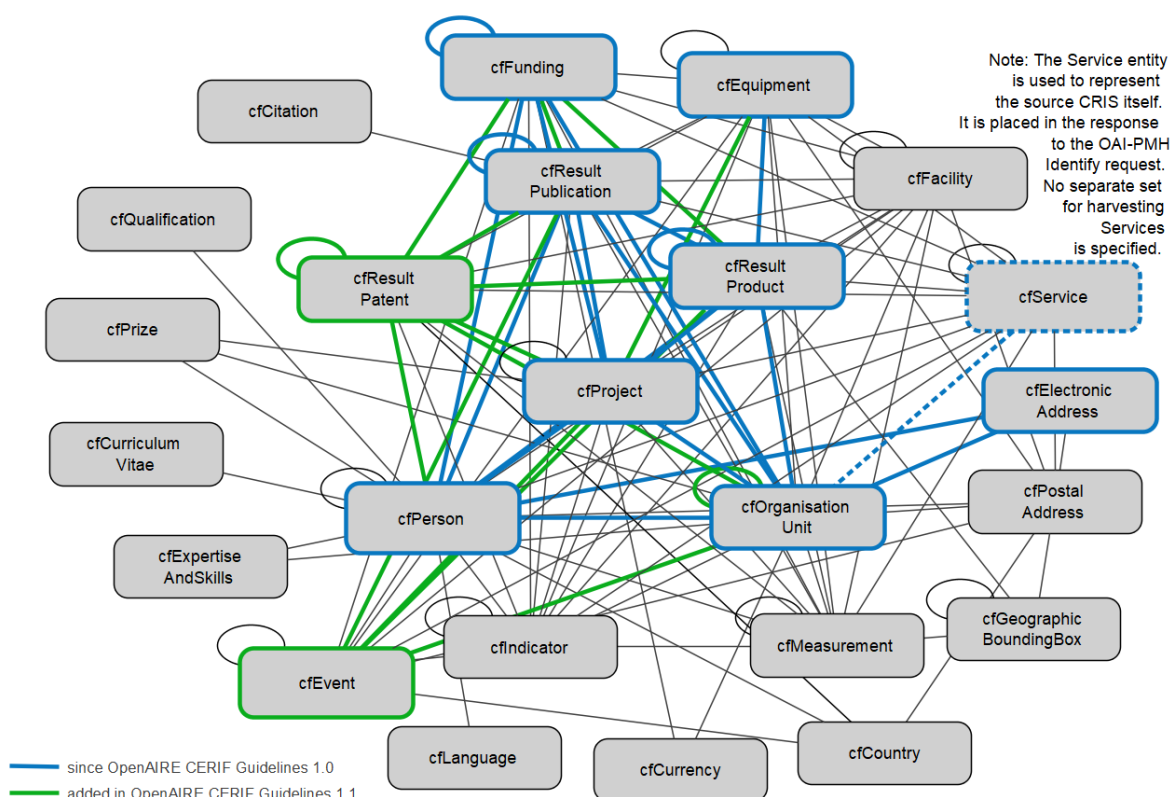 cfFunding
cfEquipment
Note: The Service entity
is used to represent
the source CRIS itself.
It is placed in the response
to the OAI-PMH
Identify request.
No separate set
for harvesting
Services
is specified.
cfCitation
cfResult
Publication
cfFacility
cfQualification
cfResult
Patent
cfResult
Product
cfService
cfPrize
cfProject
cfElectronic
Address
cfCurriculum
Vitae
cfPerson
cfOrganisation
Unit
cfPostal
Address
cfExpertise
AndSkills
cfIndicator
cfMeasurement
cfGeographic
BoundingBox
cfEvent
cfLanguage
cfCurrency
cfCountry
since OpenAIRE CERIF Guidelines 1.0
added in OpenAIRE CERIF Guidelines 1.1